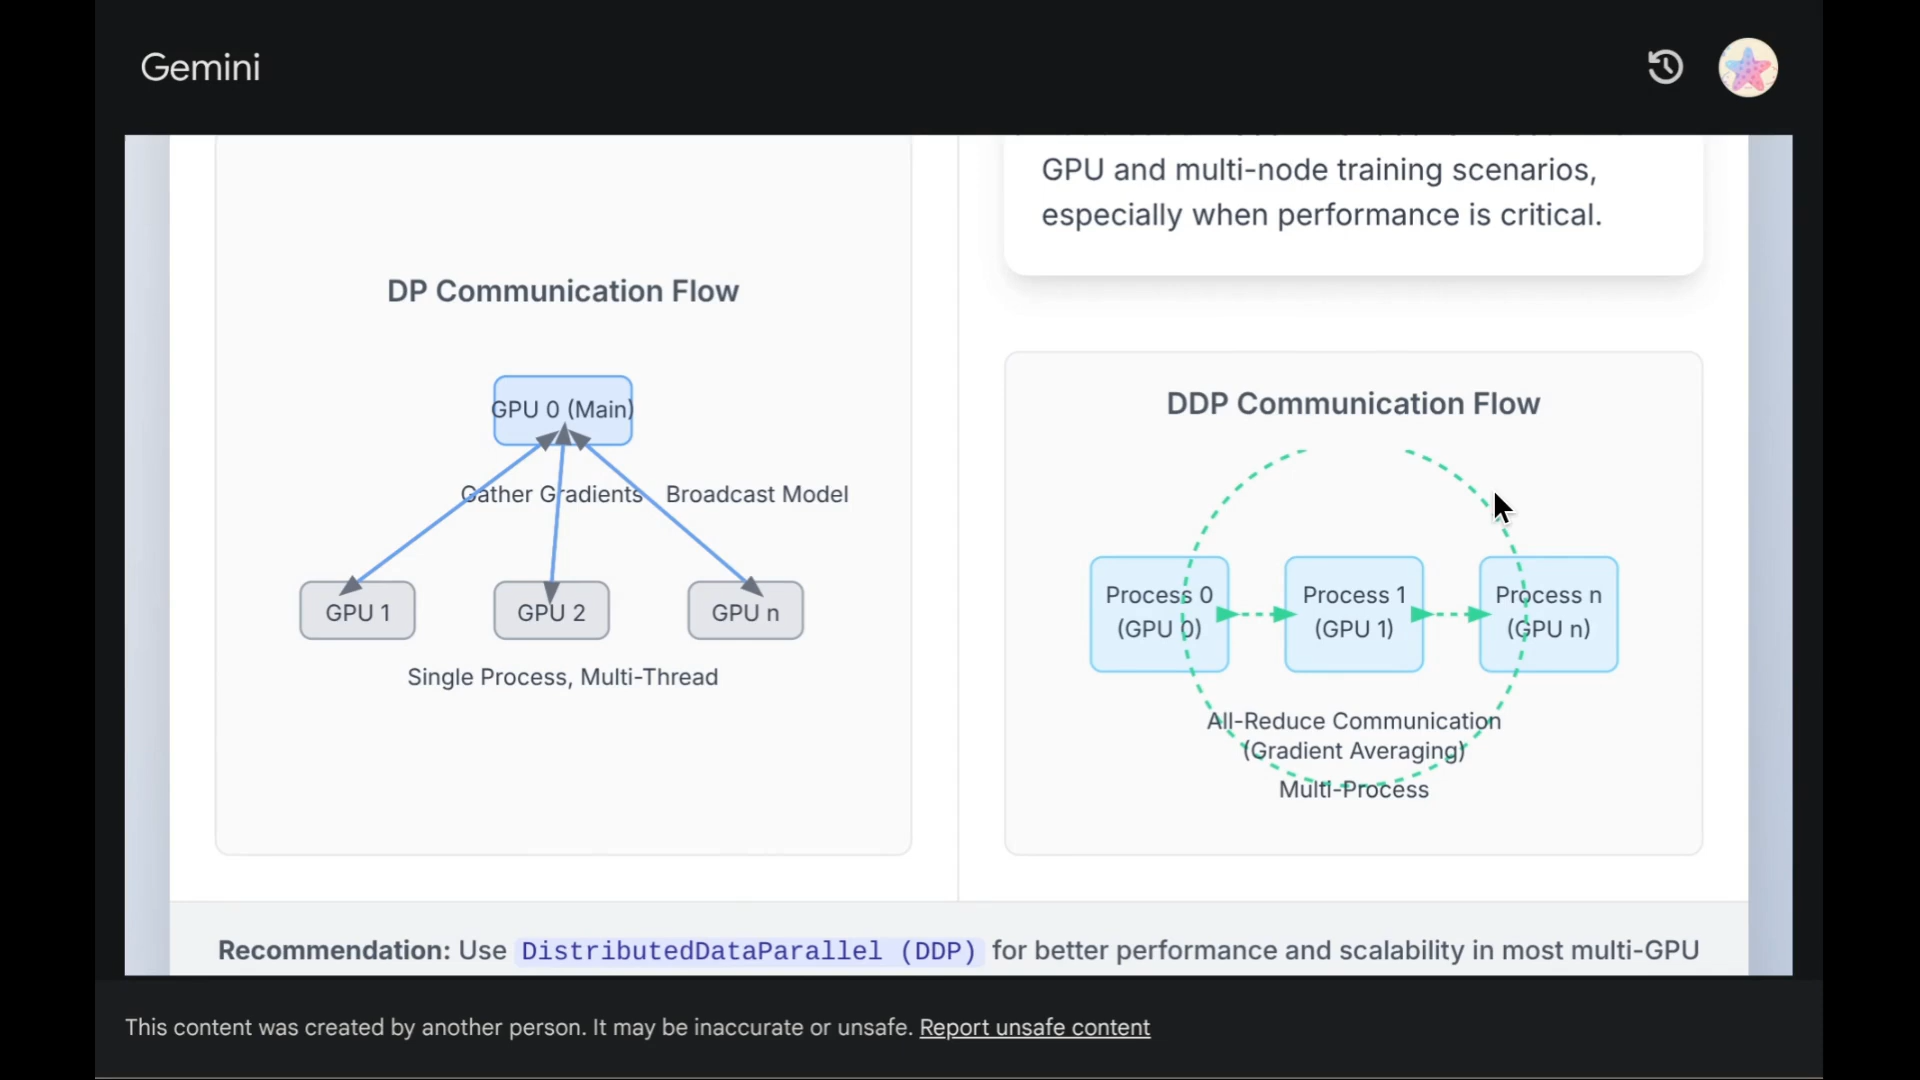 Gemini
DP Communication Flow
GPU 0 (Main)
Gather Gradients
Broadcast Model
GPU 1
GPU 2
GPU n
Single Process, Multi-Thread
GPU and multi-node training scenarios,
especially when performance is critical.
DDP Communication Flow
Process 0
(GPU 0)
Process 1
(GPU 1)
Process n
(GPU n)
All-Reduce Communication
(Gradient Averaging)
Multi-Process
Recommendation: Use DistributedDataParallel (DDP) for better performance and scalability in most multi-GPU
This content was created by another person. It may be inaccurate or unsafe. Report unsafe content